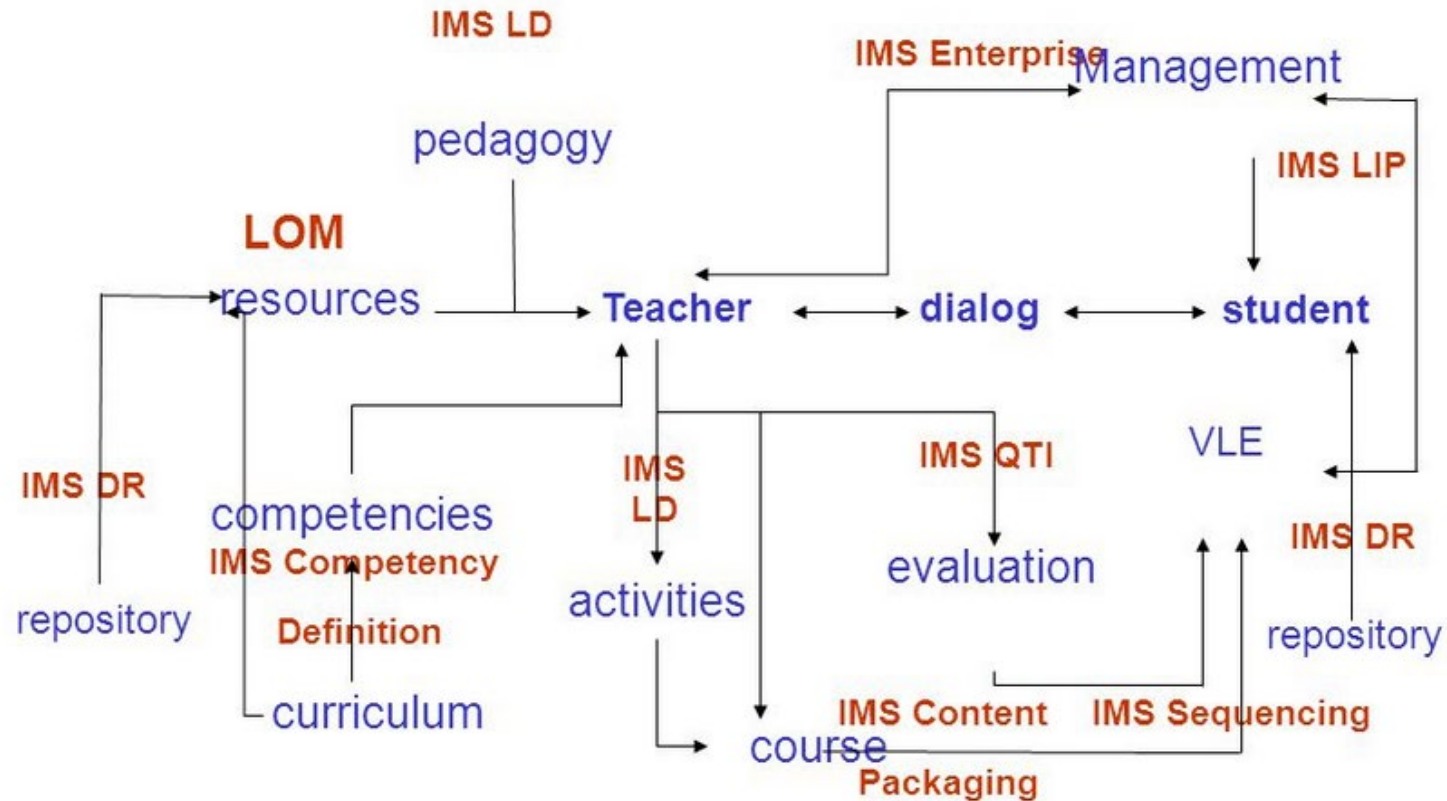 IMS LD
IMS Enterprise
Management
pedagogy
IMS LIP
LOM
resources
Teacher
dialog
student
VLE
IMS DR
IMS
LD
IMS QTI
competencies
IMS Competency
IMS DR
evaluation
activities
repository
Definition
repository
curriculum
IMS Content
IMS Sequencing
course
Packaging